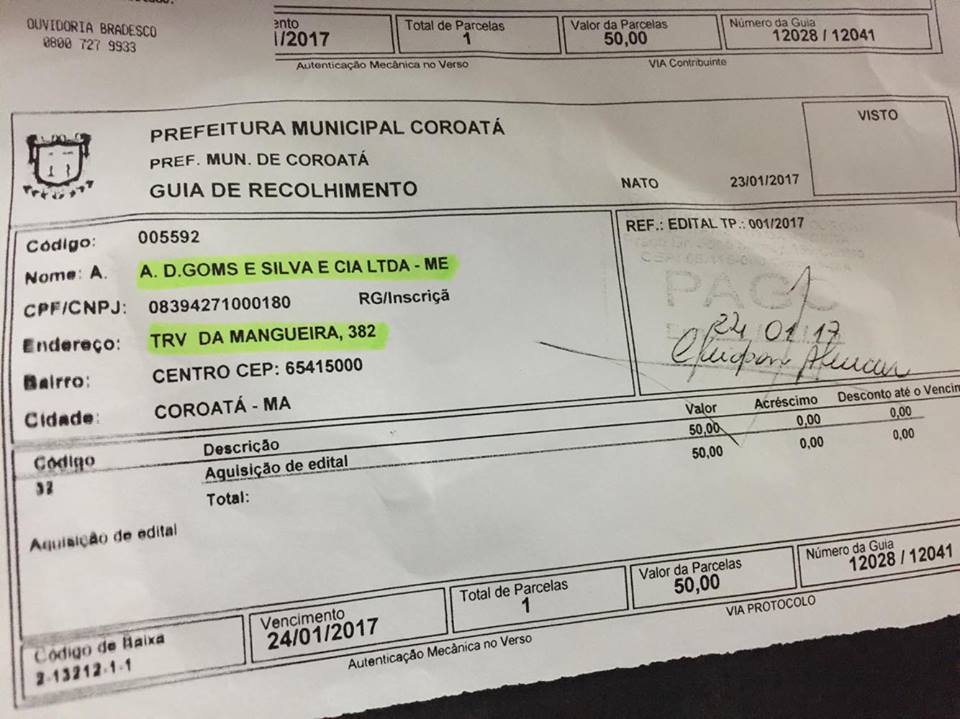 OUVIDORIA BRADESCO
0800 727 9933
ento
/2017
Total de Parcelas
1
Valor da Parcelas
50,00
Número da Guia
12028 / 12041
Autenticação Mecânica no Verso
VIA Contribuinte
PREFEITURA MUNICIPAL COROATÁ
PREF. MUN. DE COROATÁ
GUIA DE RECOLHIMENTO
NATO
23/01/2017
VISTO
Código: 005592
Nome: A. A. D.GOMS E SILVA E CIA LTDA - ME
CPF/CNPJ: 08394271000180 RG/Inscriçã
Endereço: TRV DA MANGUEIRA, 382
Bairro: CENTRO CEP: 65415000
Cidade: COROATÁ - MA
REF.: EDITAL TP.: 001/2017
PAGO
24 01 17
Código Descrição Valor Acréscimo Desconto até o Vencim
32 Aquisição de edital 50,00 0,00 0,00
Total: 50,00 0,00 0,00
Aquisição de edital
Código de Baixa
2-13212-1-1
Vencimento
24/01/2017
Total de Parcelas
1
Valor da Parcelas
50,00
Número da Guia
12028 / 12041
Autenticação Mecânica no Verso
VIA PROTOCOLO